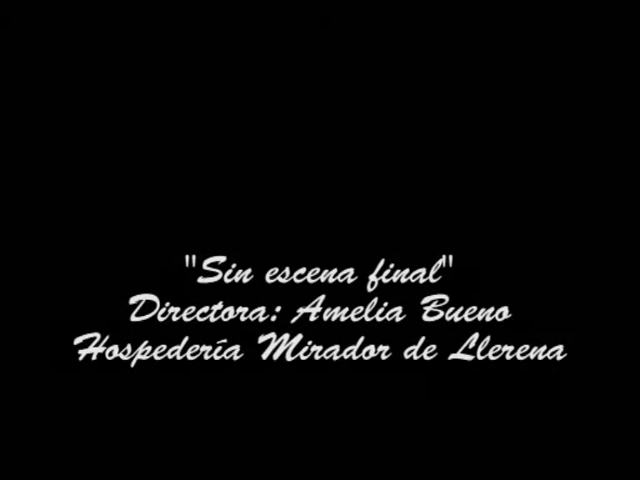 "Sin escena final"
Directora: Amelia Bueno
Hospedería Mirador de Llerena